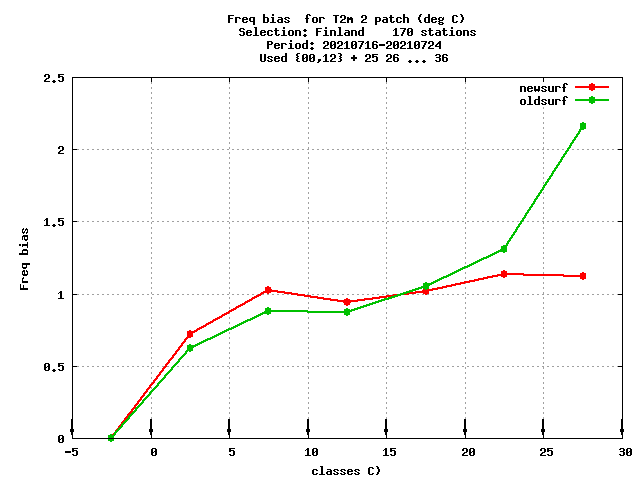 Freq bias  for T2m 2 patch (deg C)
Selection: Finland    170 stations
Period: 20210716-20210724
Used {00,12} + 25 26 ... 36
newsurf
oldsurf
2.5
2
1.5
1
0.5
0
Freq bias
-5 0 5 10 15 20 25 30
classes C)